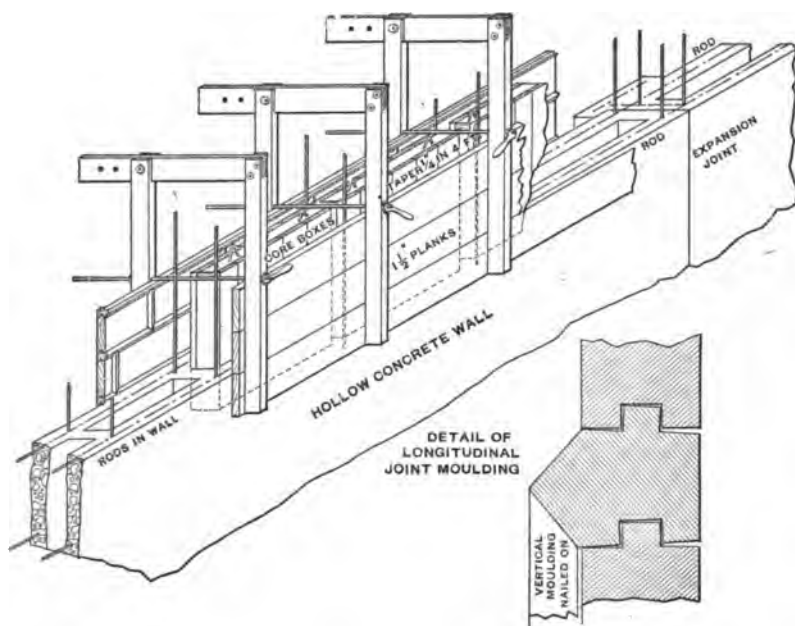 ROD
TAPER ¼ IN 4 FT.
ROD
EXPANSION
JOINT
CORE BOXES
1½" PLANKS
HOLLOW CONCRETE WALL
RODS IN WALL
DETAIL OF
LONGITUDINAL
JOINT MOULDING
VERTICAL
MOULDING
NAILED ON